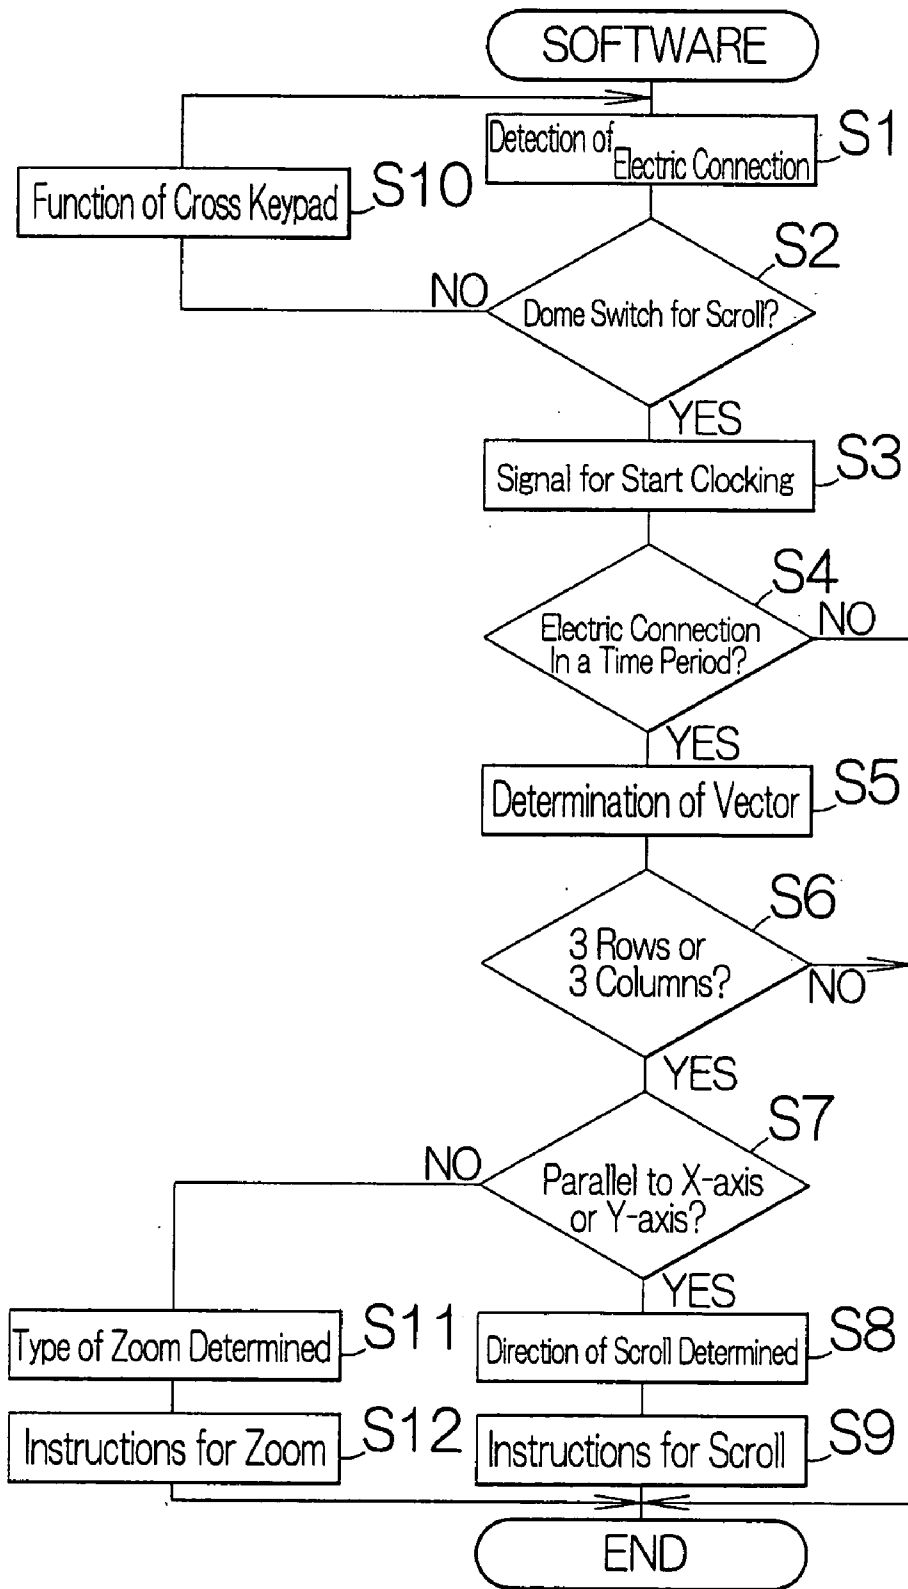 SOFTWARE
Detection of
Electric Connection
S1
Function of Cross Keypad
S10
S2
NO
Dome Switch for Scroll?
YES
Signal for Start Clocking
S3
S4
NO
Electric Connection
In a Time Period?
YES
Determination of Vector
S5
S6
3 Rows or
3 Columns?
NO
YES
S7
NO
Parallel to X-axis
or Y-axis?
YES
Type of Zoom Determined
S11
Direction of Scroll Determined
S8
Instructions for Zoom
S12
Instructions for Scroll
S9
END